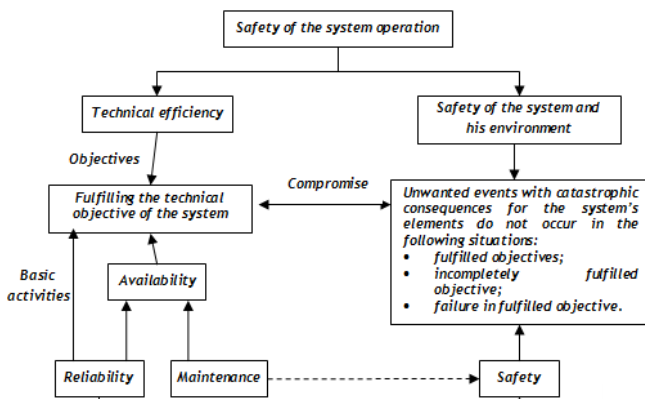 Safety of the system operation
Technical efficiency
Safety of the system and
his environment
Objectives
Compromise
Fulfilling the technical
objective of the system
Unwanted events with catastrophic
consequences for the system's
elements do not occur in the
following situations:
• fulfilled objectives;
• incompletely fulfilled
objective;
• failure in fulfilled objective.
Basic
activities
Availability
Reliability
Maintenance
Safety